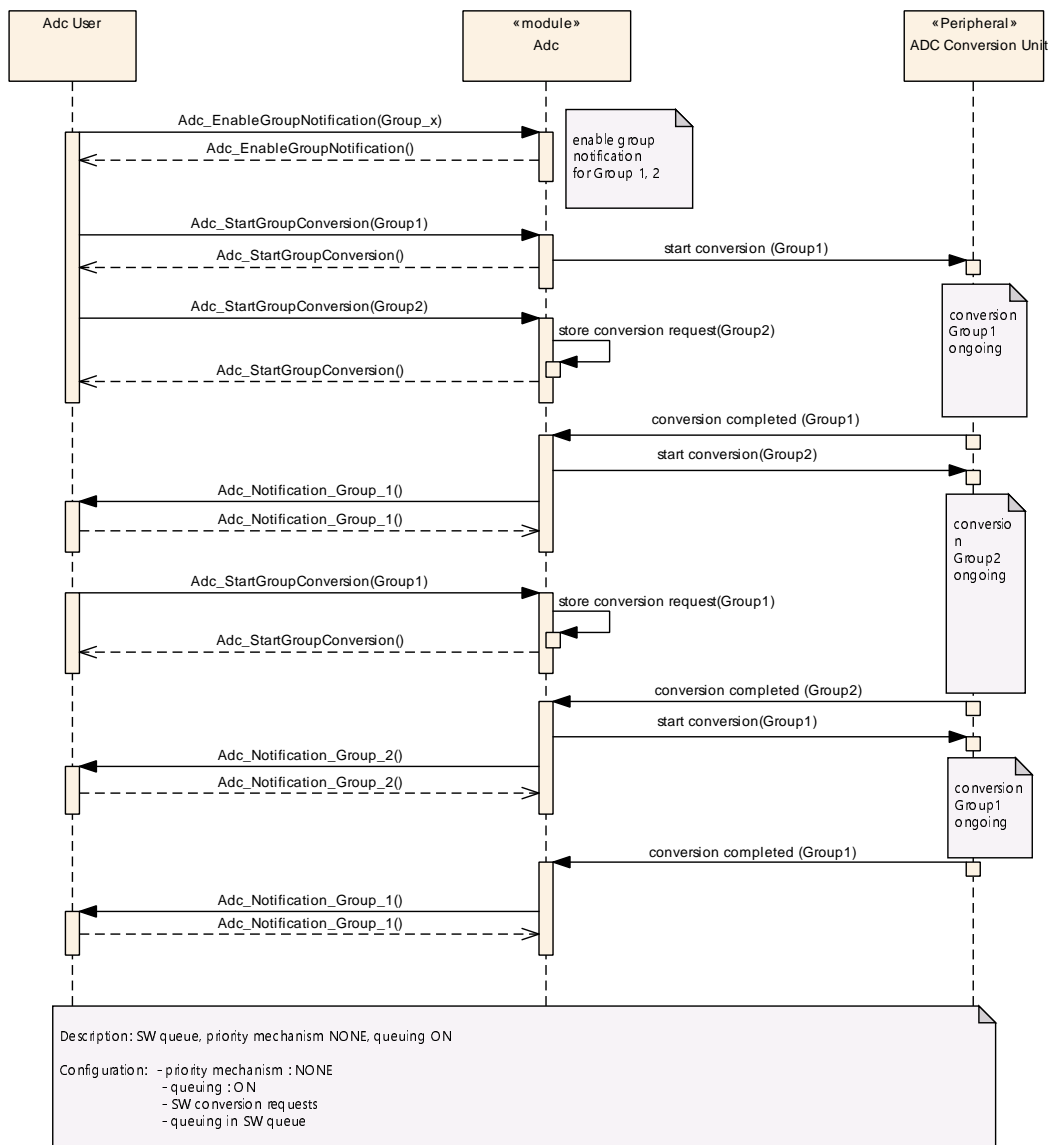 Adc User
«module»
Adc
«Peripheral»
ADC Conversion Unit
Adc_EnableGroupNotification(Group_x)
Adc_EnableGroupNotification()
enable group
notification
for Group 1, 2
Adc_StartGroupConversion(Group1)
start conversion (Group1)
Adc_StartGroupConversion()
Adc_StartGroupConversion(Group2)
conversion
Group1
ongoing
store conversion request(Group2)
Adc_StartGroupConversion()
conversion completed (Group1)
start conversion(Group2)
Adc_Notification_Group_1()
Adc_Notification_Group_1()
conversio
n
Group2
ongoing
Adc_StartGroupConversion(Group1)
store conversion request(Group1)
Adc_StartGroupConversion()
conversion completed (Group2)
start conversion(Group1)
Adc_Notification_Group_2()
Adc_Notification_Group_2()
conversion
Group1
ongoing
conversion completed (Group1)
Adc_Notification_Group_1()
Adc_Notification_Group_1()
Description: SW queue, priority mechanism NONE, queuing ON
Configuration: - priority mechanism : NONE
- queuing : ON
- SW conversion requests
- queuing in SW queue